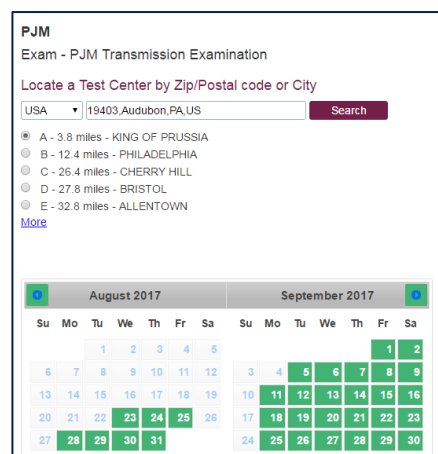 PJM
Exam - PJM Transmission Examination
Locate a Test Center by Zip/Postal code or City
USA 19403,Audubon,PA,US Search
A - 3.8 miles - KING OF PRUSSIA
B - 12.4 miles - PHILADELPHIA
C - 26.4 miles - CHERRY HILL
D - 27.8 miles - BRISTOL
E - 32.8 miles - ALLENTOWN
More
August 2017 September 2017
Su Mo Tu We Th Fr Sa Su Mo Tu We Th Fr Sa
1 2 3 4 5 1 2
6 7 8 9 10 11 12 3 4 5 6 7 8 9
13 14 15 16 17 18 19 10 11 12 13 14 15 16
20 21 22 23 24 25 26 17 18 19 20 21 22 23
27 28 29 30 31 24 25 26 27 28 29 30